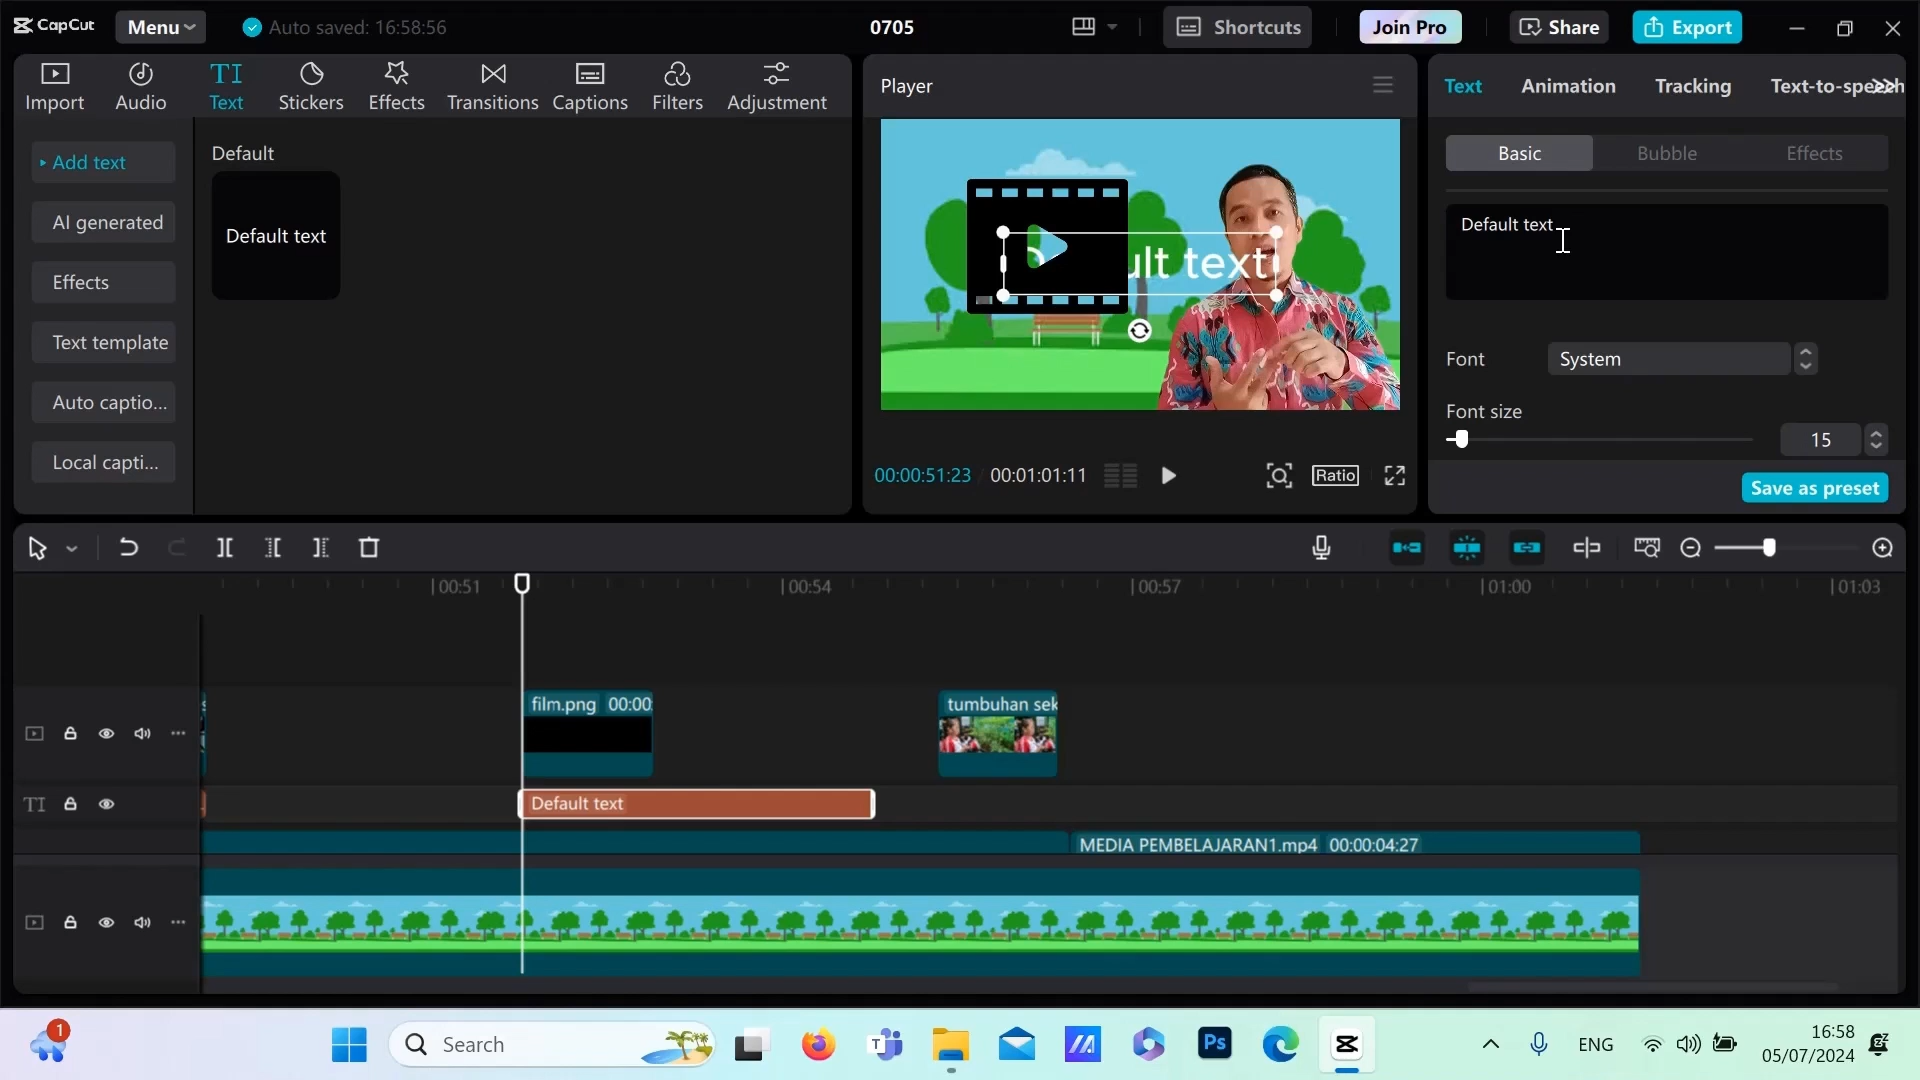 CapCut Menu Auto saved: 16:58:56 0705 Shortcuts Join Pro Share Export
Import Audio Text Stickers Effects Transitions Captions Filters Adjustment
Add text
AI generated
Effects
Text template
Auto captio...
Local capti...
Default
Default text
Player
ult text
00:00:51:23 / 00:01:01:11 Ratio
Text Animation Tracking Text-to-speech
Basic Bubble Effects
Default text
Font System
Font size
15
Save as preset
00:51 00:54 00:57 01:00 01:03
film.png 00:00: tumbuhan sek
TI Default text
MEDIA PEMBELAJARAN1.mp4 00:00:04:27
1 Search T Ps ENG 16:58
05/07/2024